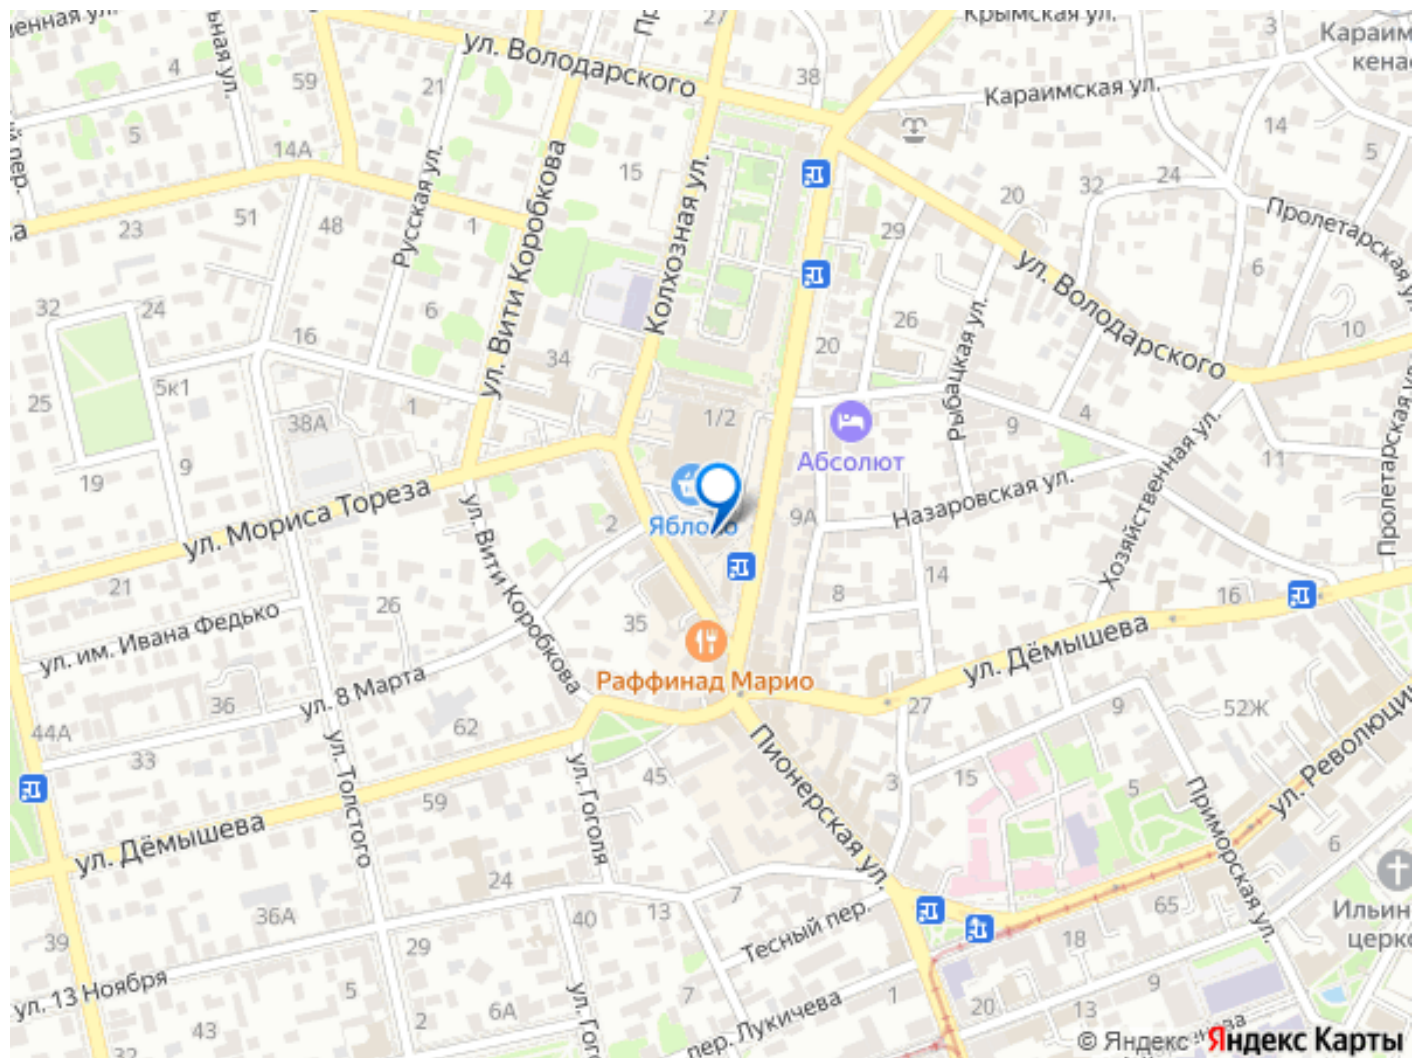 27
Крымская ул.
3
Караим
кена
ул. Володарского
4
59
21
38
Караимская ул.
14
5
5
14А
15
51
48
23
Русская ул.
1
ул. Вити Коробкова
Колхозная ул.
29
20
32
24
Пролетарская ул.
6
32
24
6
16
34
26
20
Рыбацкая ул.
ул. Володарского
10
5к1
25
1
38А
1/2
9
4
9
19
Абсолют
11
Хозяйственная ул.
Пролетарская ул.
ул. Мориса Тореза
2
Яблоко
9А
Назаровская ул.
21
ул. Вити Коробкова
26
8
14
16
ул. им. Ивана Федько
35
ул. Дёмышева
Раффинад Марио
ул. 8 Марта
36
44А
33
62
27
9
52Ж
ул. Толстого
Пионерская ул.
45
3
15
5
ул. Революции
59
ул. Гоголя
Приморская ул.
ул. Дёмышева
24
6
7
36А
40
13
Тесный пер.
65
18
Ильин
церко
39
29
ул. 13 Ноября
5
6А
7
1
20
9
43
2
пер. Лукичева
32
© Яндекс
Яндекс Карты